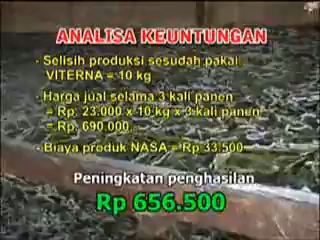 ANALISA KEUNTUNGAN
- Selisih produksi sesudah pakai
VITERNA = 10 kg
- Harga jual selama 3 kali panen
= Rp. 23.000 x 10 kg x 3 kali panen
= Rp. 690.000,-
- Biaya produk NASA = Rp 33.500
Peningkatan penghasilan
Rp 656.500